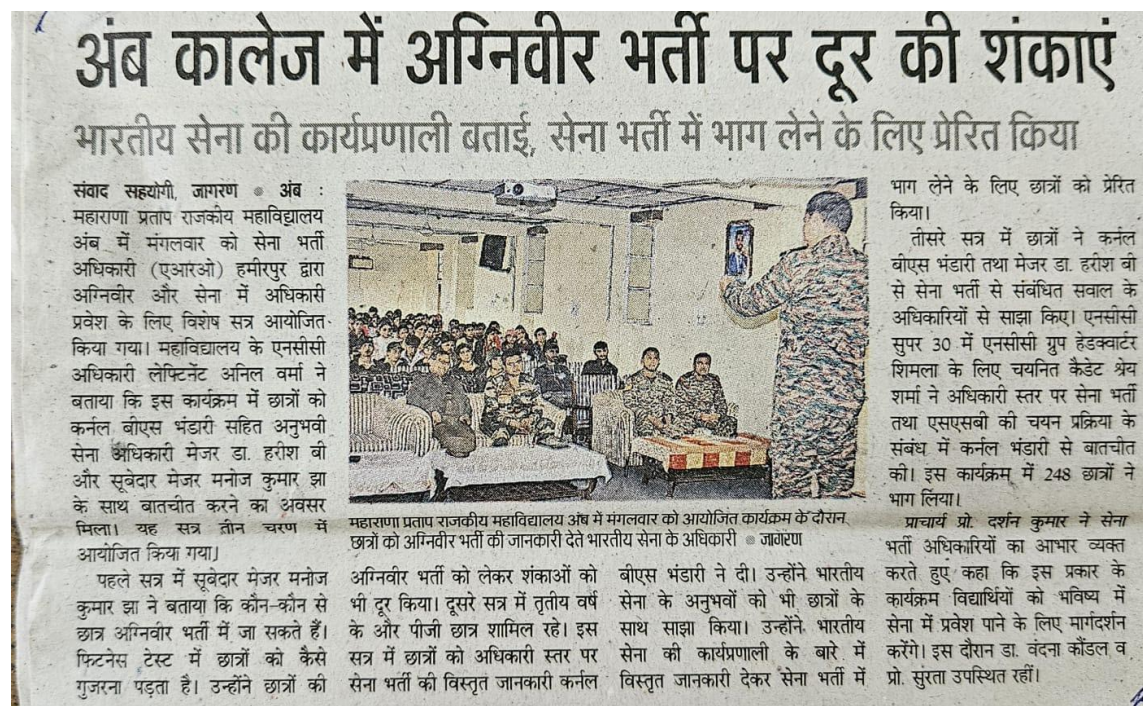 अंब कालेज में अग्निवीर भर्ती पर दूर की शंकाएं
भारतीय सेना की कार्यप्रणाली बताई, सेना भर्ती में भाग लेने के लिए प्रेरित किया
संवाद सहयोगी, जागरण ● अंब :
महाराणा प्रताप राजकीय महाविद्यालय
अंब में मंगलवार को सेना भर्ती
अधिकारी (एआरओ) हमीरपुर द्वारा
अग्निवीर और सेना में अधिकारी
प्रवेश के लिए विशेष सत्र आयोजित
किया गया। महाविद्यालय के एनसीसी
अधिकारी लेफ्टिनेंट अनिल वर्मा ने
बताया कि इस कार्यक्रम में छात्रों को
कर्नल बीएस भंडारी सहित अनुभवी
सेना अधिकारी मेजर डा. हरीश बी
और सूबेदार मेजर मनोज कुमार झा
के साथ बातचीत करने का अवसर
मिला। यह सत्र तीन चरण में
आयोजित किया गया।
पहले सत्र में सूबेदार मेजर मनोज
कुमार झा ने बताया कि कौन-कौन से
छात्र अग्निवीर भर्ती में जा सकते हैं।
फिटनेस टेस्ट में छात्रों को कैसे
गुजरना पड़ता है। उन्होंने छात्रों की
महाराणा प्रताप राजकीय महाविद्यालय अंब में मंगलवार को आयोजित कार्यक्रम के दौरान
छात्रों को अग्निवीर भर्ती की जानकारी देते भारतीय सेना के अधिकारी ● जागरण
अग्निवीर भर्ती को लेकर शंकाओं को
भी दूर किया। दूसरे सत्र में तृतीय वर्ष
के और पीजी छात्र शामिल रहे। इस
सत्र में छात्रों को अधिकारी स्तर पर
सेना भर्ती की विस्तृत जानकारी कर्नल
बीएस भंडारी ने दी। उन्होंने भारतीय
सेना के अनुभवों को भी छात्रों के
साथ साझा किया। उन्होंने भारतीय
सेना की कार्यप्रणाली के बारे में
विस्तृत जानकारी देकर सेना भर्ती में
भाग लेने के लिए छात्रों को प्रेरित
किया।
तीसरे सत्र में छात्रों ने कर्नल
बीएस भंडारी तथा मेजर डा. हरीश बी
से सेना भर्ती से संबंधित सवाल के
अधिकारियों से साझा किए। एनसीसी
सुपर 30 में एनसीसी ग्रुप हेडक्वार्टर
शिमला के लिए चयनित कैडेट श्रेय
शर्मा ने अधिकारी स्तर पर सेना भर्ती
तथा एसएसबी की चयन प्रक्रिया के
संबंध में कर्नल भंडारी से बातचीत
की। इस कार्यक्रम में 248 छात्रों ने
भाग लिया।
प्राचार्य प्रो. दर्शन कुमार ने सेना
भर्ती अधिकारियों का आभार व्यक्त
करते हुए कहा कि इस प्रकार के
कार्यक्रम विद्यार्थियों को भविष्य में
सेना में प्रवेश पाने के लिए मार्गदर्शन
करेंगे। इस दौरान डा. वंदना कौंडल व
प्रो. सुरता उपस्थित रहीं।